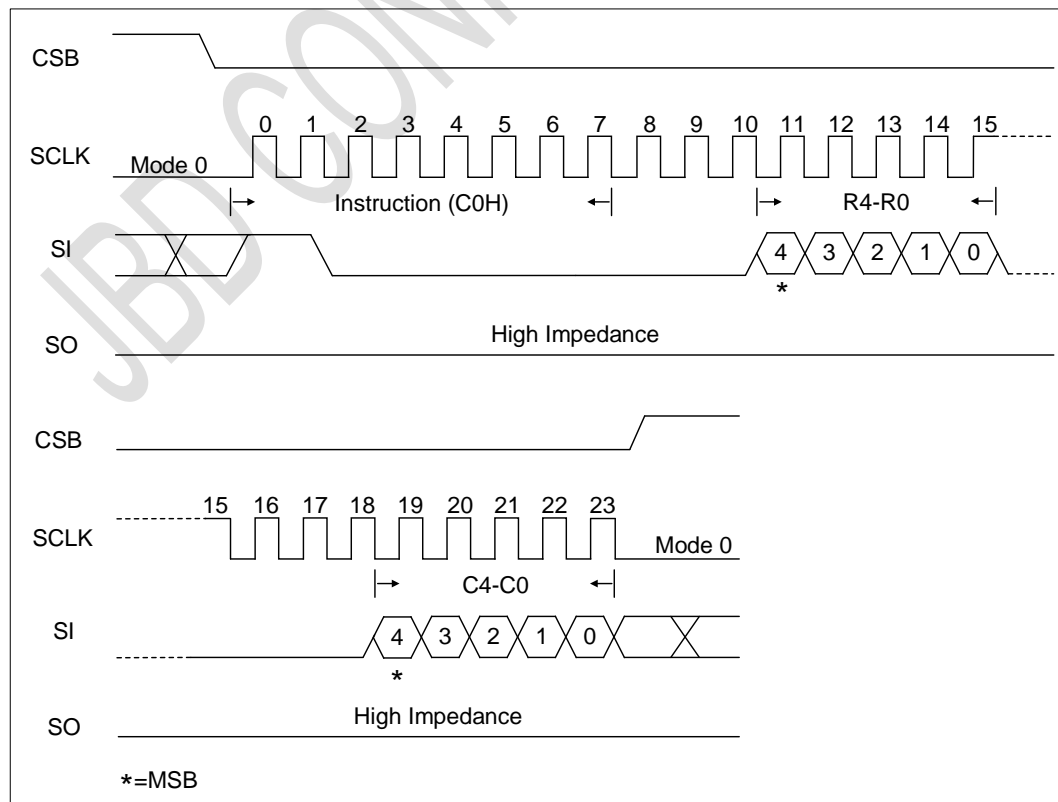 JBD CON
CSB
0 1 2 3 4 5 6 7 8 9 10 11 12 13 14 15
SCLK
Mode 0
Instruction (C0H)
R4-R0
SI
4 3 2 1 0
*
High Impedance
SO
CSB
15 16 17 18 19 20 21 22 23
SCLK
Mode 0
C4-C0
SI
4 3 2 1 0
*
High Impedance
SO
*=MSB